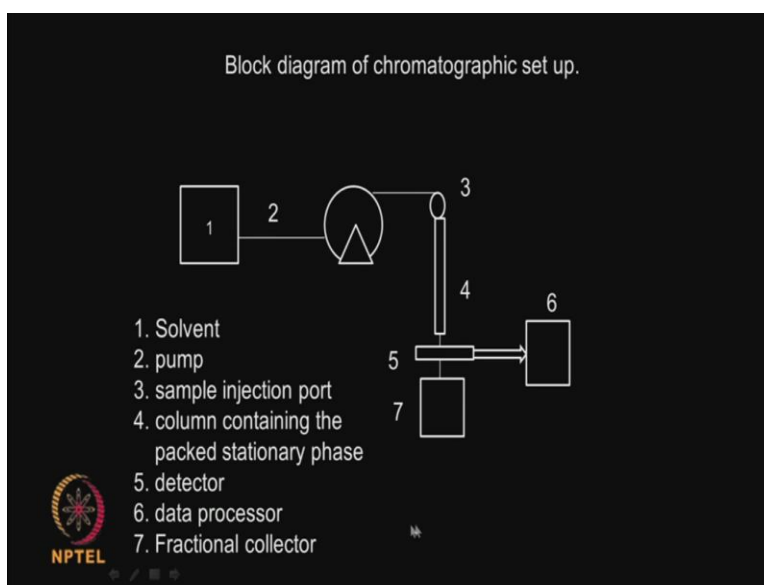 Block diagram of chromatographic set up.
1
2
3
4
5
6
7
1. Solvent
2. pump
3. sample injection port
4. column containing the
packed stationary phase
5. detector
6. data processor
7. Fractional collector
NPTEL